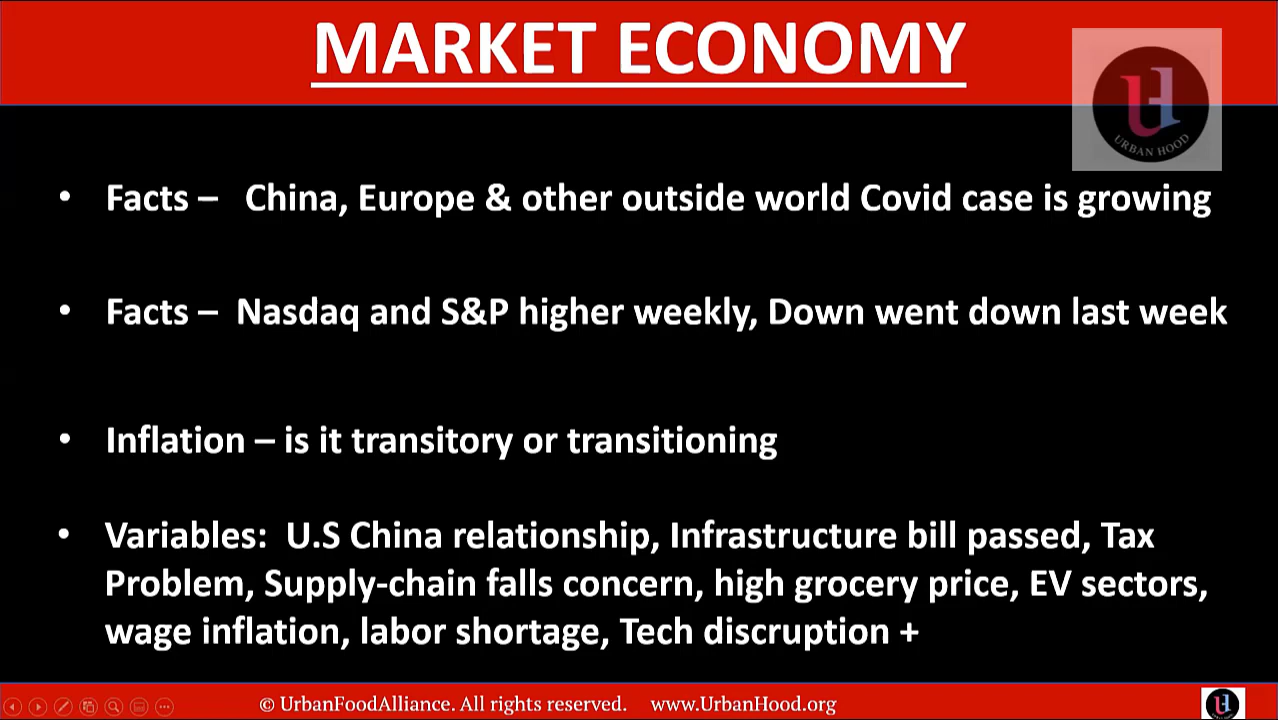 MARKET ECONOMY
UH
URBAN HOOD
• Facts – China, Europe & other outside world Covid case is growing
• Facts – Nasdaq and S&P higher weekly, Down went down last week
• Inflation – is it transitory or transitioning
• Variables: U.S China relationship, Infrastructure bill passed, Tax
Problem, Supply-chain falls concern, high grocery price, EV sectors,
wage inflation, labor shortage, Tech discruption +
© UrbanFoodAlliance. All rights reserved. www.UrbanHood.org